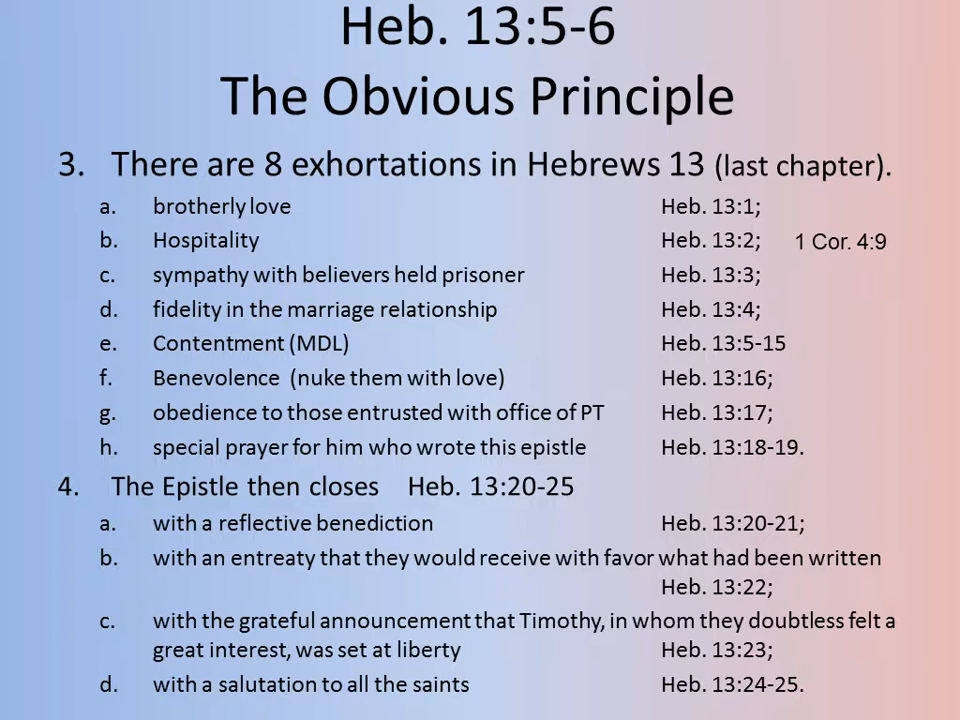 Heb. 13:5-6
The Obvious Principle
3. There are 8 exhortations in Hebrews 13 (last chapter).
a. brotherly love Heb. 13:1;
b. Hospitality Heb. 13:2; 1 Cor. 4:9
c. sympathy with believers held prisoner Heb. 13:3;
d. fidelity in the marriage relationship Heb. 13:4;
e. Contentment (MDL) Heb. 13:5-15
f. Benevolence (nuke them with love) Heb. 13:16;
g. obedience to those entrusted with office of PT Heb. 13:17;
h. special prayer for him who wrote this epistle Heb. 13:18-19.
4. The Epistle then closes Heb. 13:20-25
a. with a reflective benediction Heb. 13:20-21;
b. with an entreaty that they would receive with favor what had been written
Heb. 13:22;
c. with the grateful announcement that Timothy, in whom they doubtless felt a
great interest, was set at liberty Heb. 13:23;
d. with a salutation to all the saints Heb. 13:24-25.